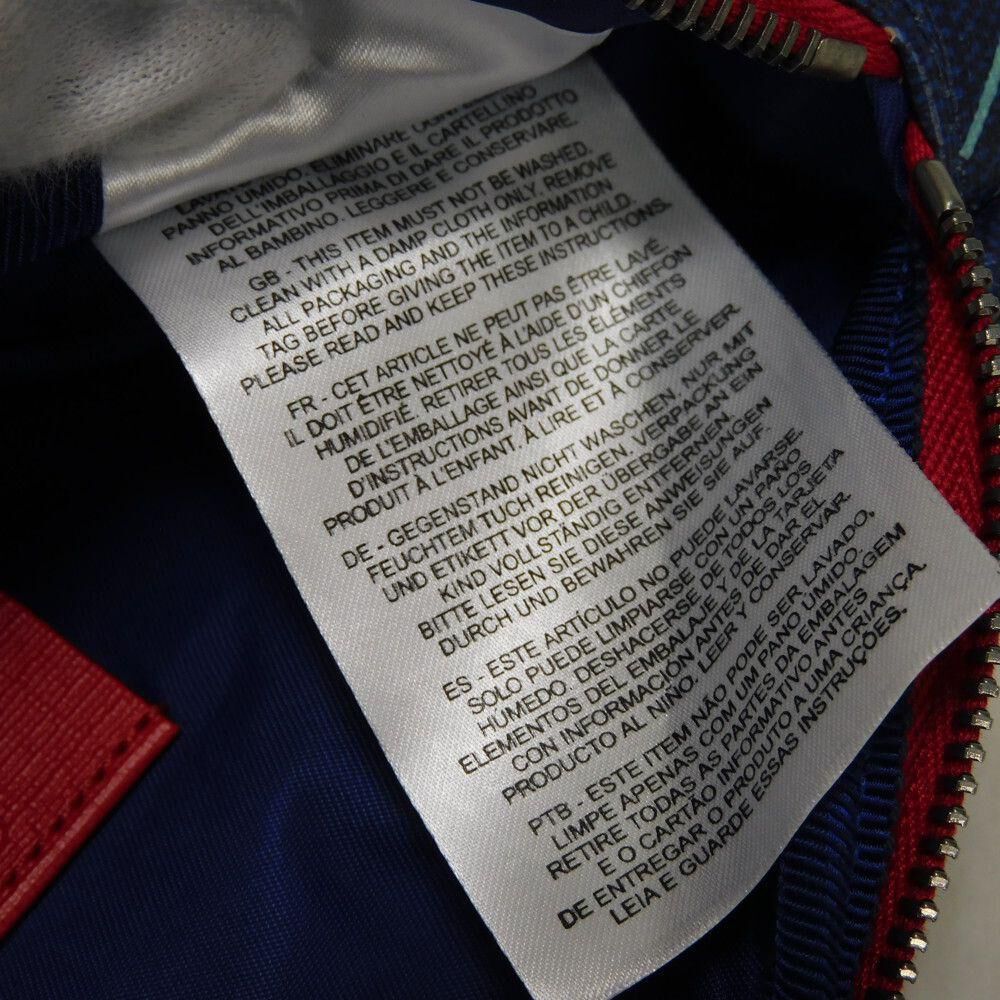 PANNO UMIDO. ELIMINARE
DELL'IMBALLAGGIO E IL CARTELLINO
INFORMATIVO PRIMA DI DARE IL PRODOTTO
AL BAMBINO. LEGGERE E CONSERVARE.
GB - THIS ITEM MUST NOT BE WASHED.
CLEAN WITH A DAMP CLOTH ONLY. REMOVE
ALL PACKAGING AND THE INFORMATION
TAG BEFORE GIVING THE ITEM TO A CHILD.
PLEASE READ AND KEEP THESE INSTRUCTIONS.
FR - CET ARTICLE NE PEUT PAS ÊTRE LAVÉ.
IL DOIT ÊTRE NETTOYÉ À L'AIDE D'UN CHIFFON
HUMIDIFIÉ. RETIRER TOUS LES ÉLÉMENTS
DE L'EMBALLAGE AINSI QUE LA CARTE
D'INSTRUCTIONS AVANT DE DONNER LE
PRODUIT À L'ENFANT. À LIRE ET À CONSERVER
DE - GEGENSTAND NICHT WASCHEN, NUR MIT
FEUCHTEM TUCH REINIGEN. VERPACKUNG
UND ETIKETT VOR DER ÜBERGABE AN EIN
KIND VOLLSTÄNDIG ENTFERNEN.
BITTE LESEN SIE DIESE ANWEISUNGEN
DURCH UND BEWAHREN SIE SIE AUF.
ES - ESTE ARTÍCULO NO PUEDE LAVARSE.
SOLO PUEDE LIMPIARSE CON UN PAÑO
HÚMEDO. DESHACERSE DE TODOS LOS
ELEMENTOS DEL EMBALAJE Y DE LA TARJETA
CON INFORMACIÓN ANTES DE DAR EL
PRODUCTO AL NIÑO. LEER Y CONSERVAR.
PTB - ESTE ITEM NÃO PODE SER LAVADO,
LIMPE APENAS COM UM PANO ÚMIDO.
RETIRE TODAS AS PARTES DA EMBALAGEM
E O CARTÃO INFORMATIVO ANTES
DE ENTREGAR O PRODUTO A UMA CRIANÇA.
LEIA E GUARDE ESSAS INSTRUÇÕES.